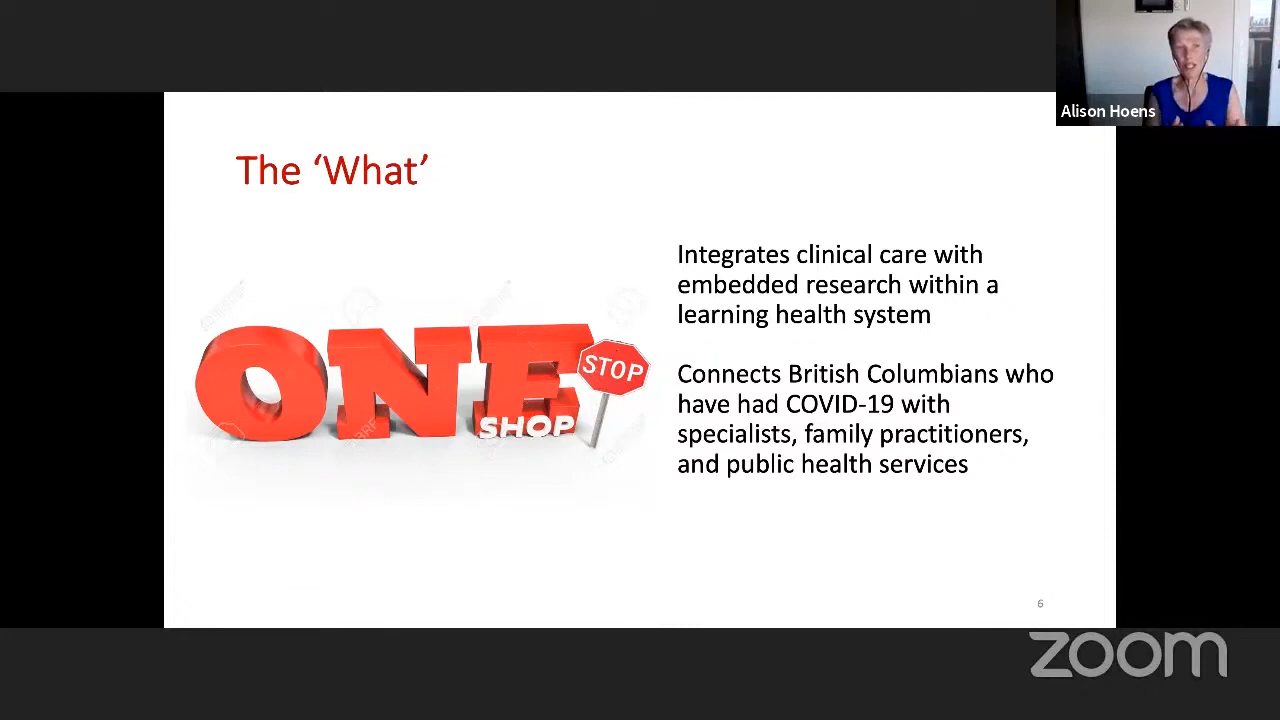 Alison Hoens
The ‘What’
Integrates clinical care with
embedded research within a
learning health system
Connects British Columbians who
have had COVID-19 with
specialists, family practitioners,
and public health services
ONE
STOP
SHOP
6
zoom